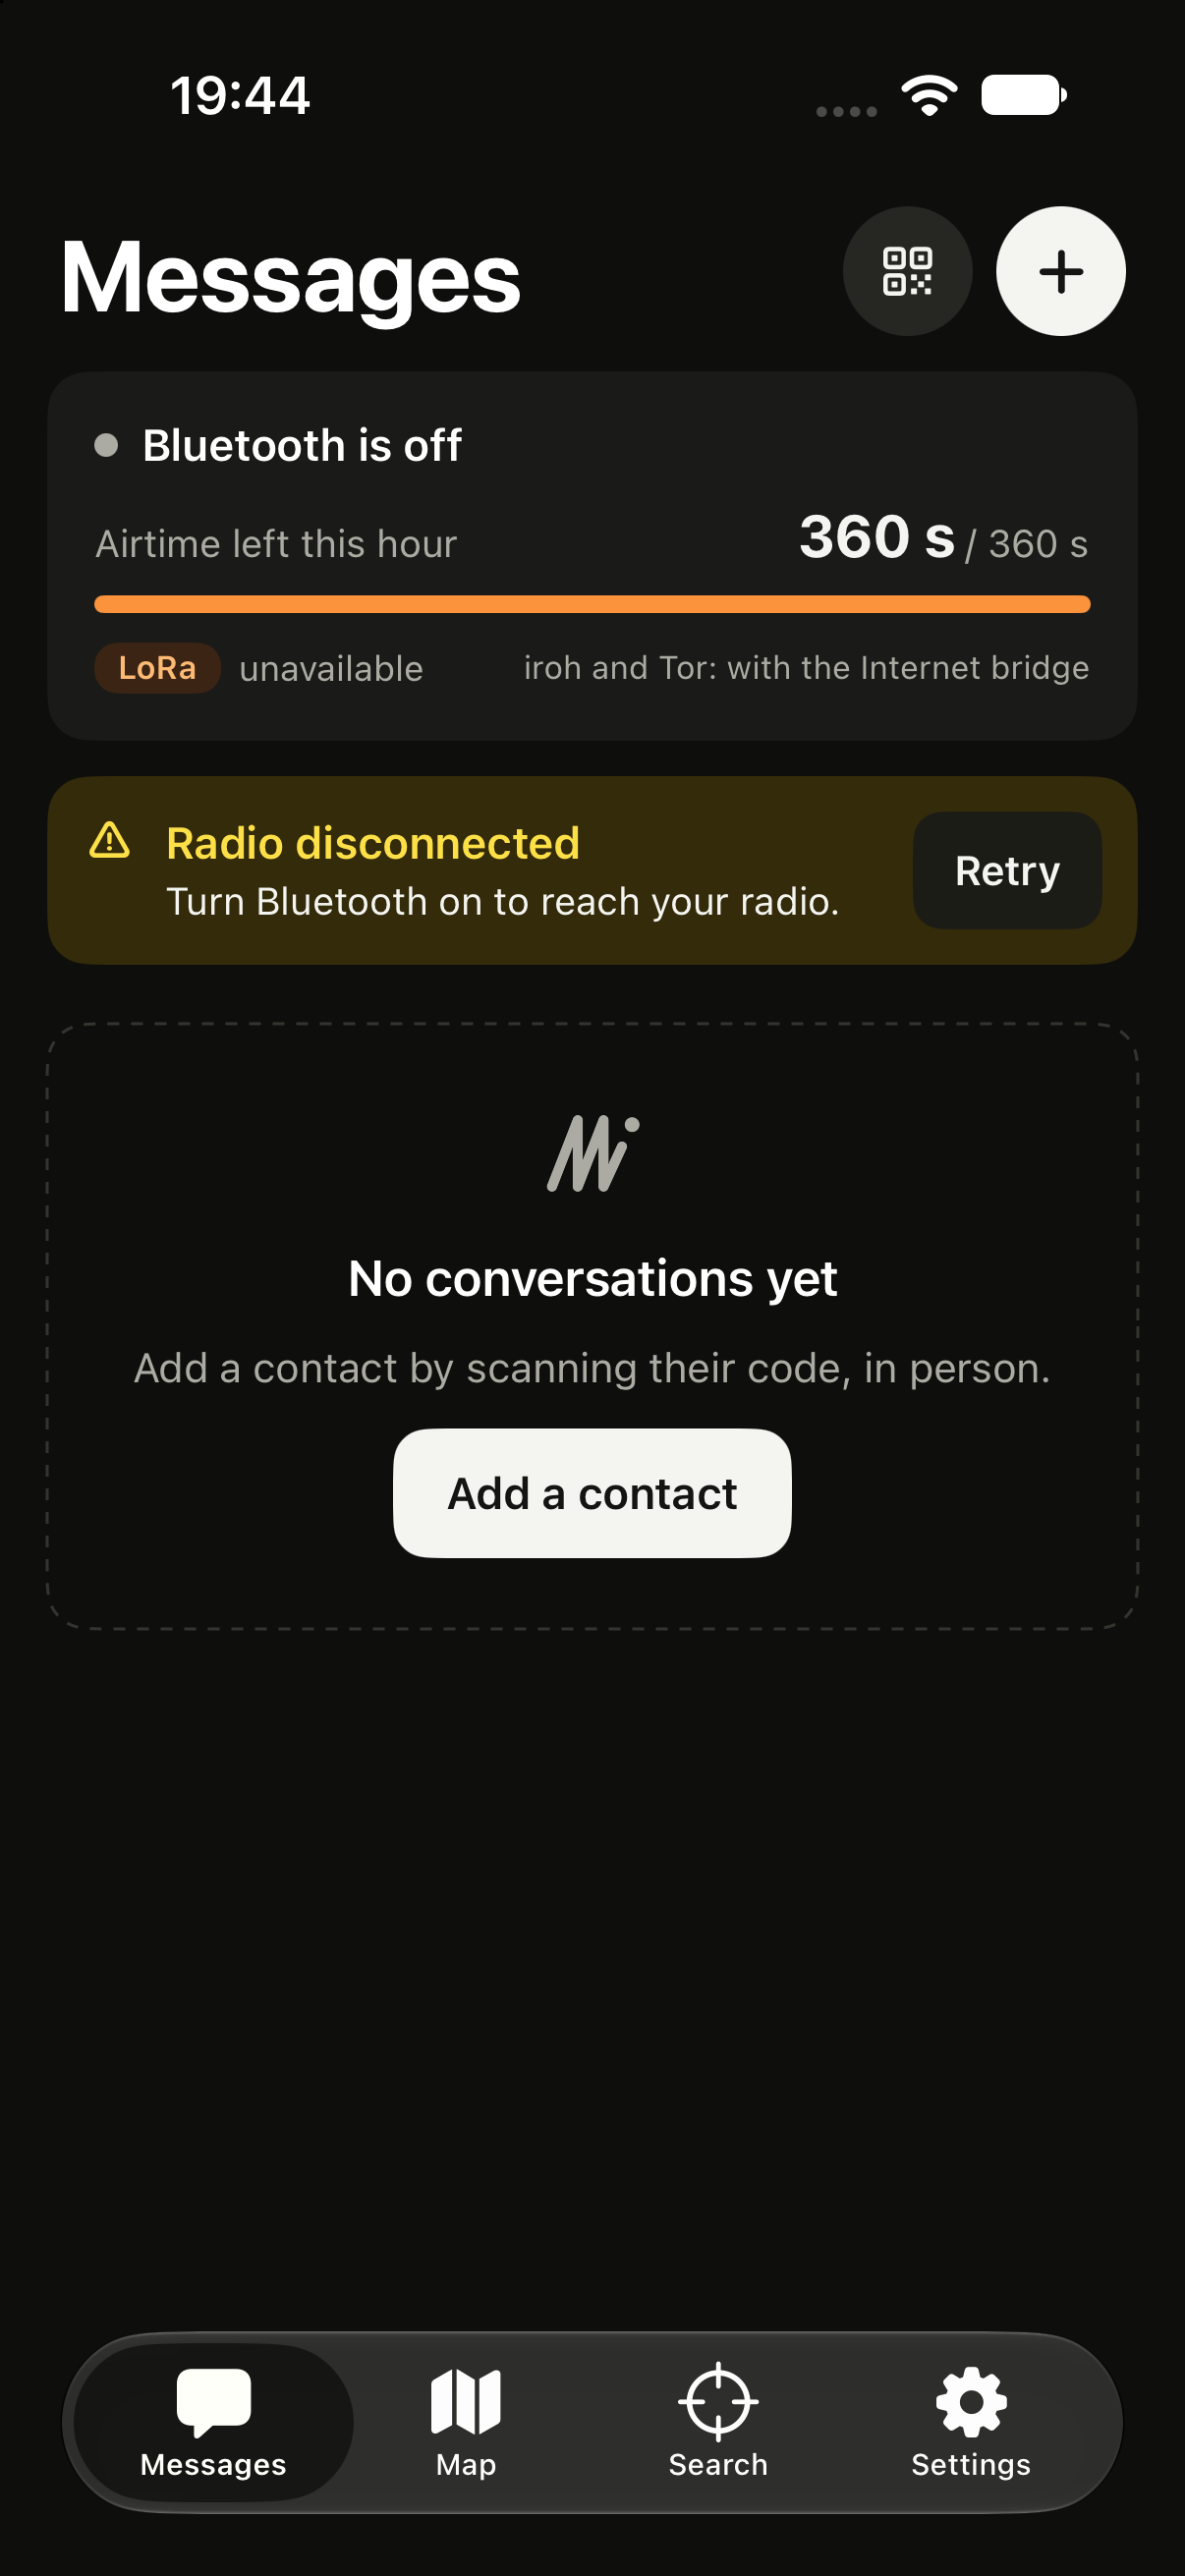 19:44
Messages
Bluetooth is off
Airtime left this hour 360 s / 360 s
LoRa unavailable iroh and Tor: with the Internet bridge
Radio disconnected
Turn Bluetooth on to reach your radio.
Retry
No conversations yet
Add a contact by scanning their code, in person.
Add a contact
Messages Map Search Settings